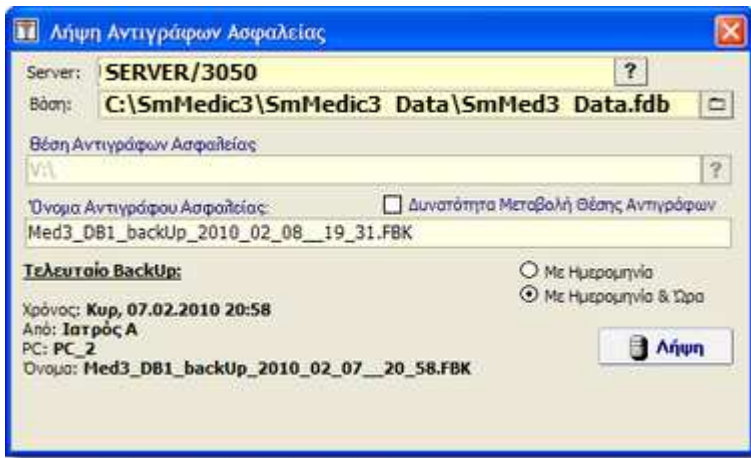 Λήψη Αντιγράφων Ασφαλείας
Server: SERVER/3050 ?
Βάση: C:\SmMedic3\SmMedic3 Data\SmMed3 Data.fdb
Θέση Αντιγράφων Ασφαλείας
V:\ ?
Όνομα Αντιγράφου Ασφαλείας: Δυνατότητα Μεταβολή Θέσης Αντιγράφων
Med3_DB1_backUp_2010_02_08__19_31.FBK
Τελευταίο BackUp: Με Ημερομηνία
Με Ημερομηνία & Ώρα
Χρόνος: Κυρ, 07.02.2010 20:58
Από: Ιατρός Α
PC: PC_2 Λήψη
Όνομα: Med3_DB1_backUp_2010_02_07__20_58.FBK